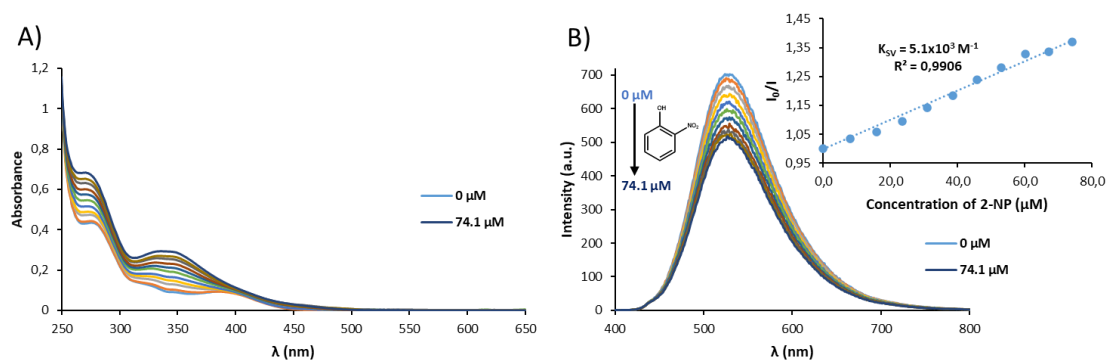 A)
1,2
1
0,8
0,6
0,4
0,2
0
Absorbance
250 300 350 400 450 500 550 600 650
λ (nm)
0 µM
74.1 µM
B)
700
600
500
400
300
200
100
0
Intensity (a.u.)
400 500 600 700 800
λ (nm)
0 µM
74.1 µM
OH
NO₂
1,45
1,35
1,25
1,15
1,05
0,95
I₀/I
K_SV = 5.1x10³ M⁻¹
R² = 0,9906
0,0 20,0 40,0 60,0 80,0
Concentration of 2-NP (µM)
0 µM
74.1 µM